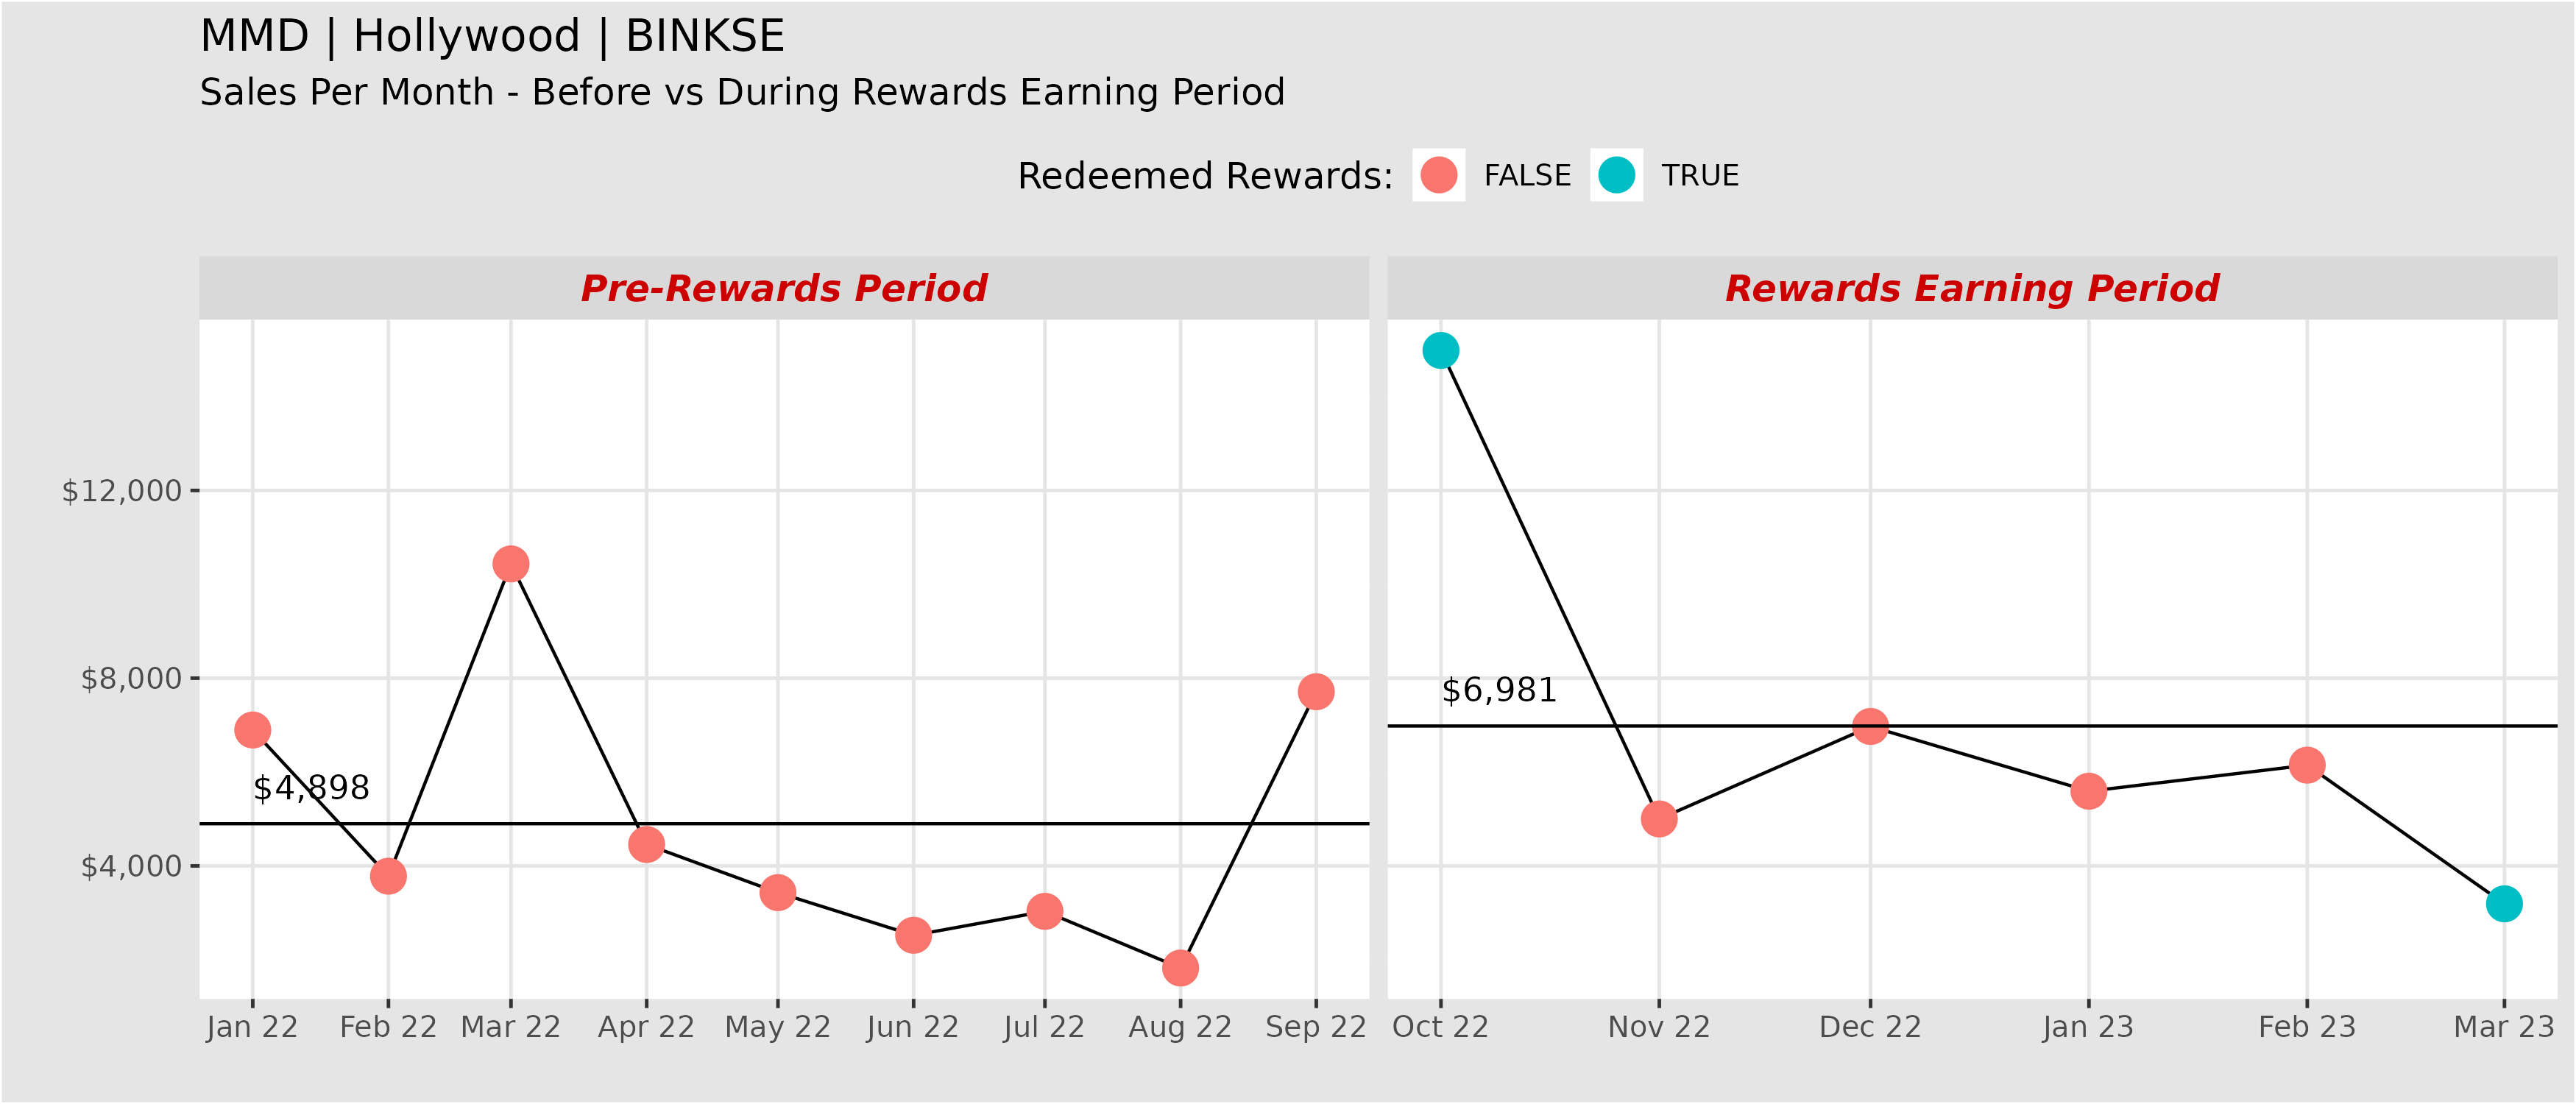 MMD | Hollywood | BINKSE
Sales Per Month - Before vs During Rewards Earning Period
Redeemed Rewards: FALSE TRUE
Pre-Rewards Period Rewards Earning Period
$12,000
$8,000
$4,000
$4,898
$6,981
Jan 22 Feb 22 Mar 22 Apr 22 May 22 Jun 22 Jul 22 Aug 22 Sep 22 Oct 22 Nov 22 Dec 22 Jan 23 Feb 23 Mar 23